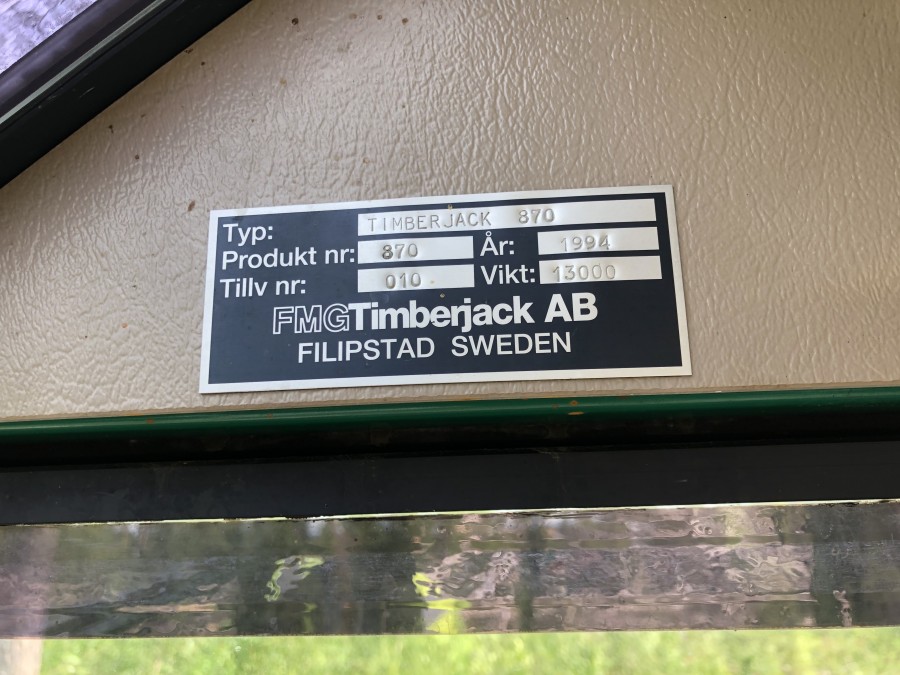 Typ: TIMBERJACK 870
Produkt nr: 870 År: 1994
Tillv nr: 010 Vikt: 13000
FMGTimberjack AB
FILIPSTAD SWEDEN